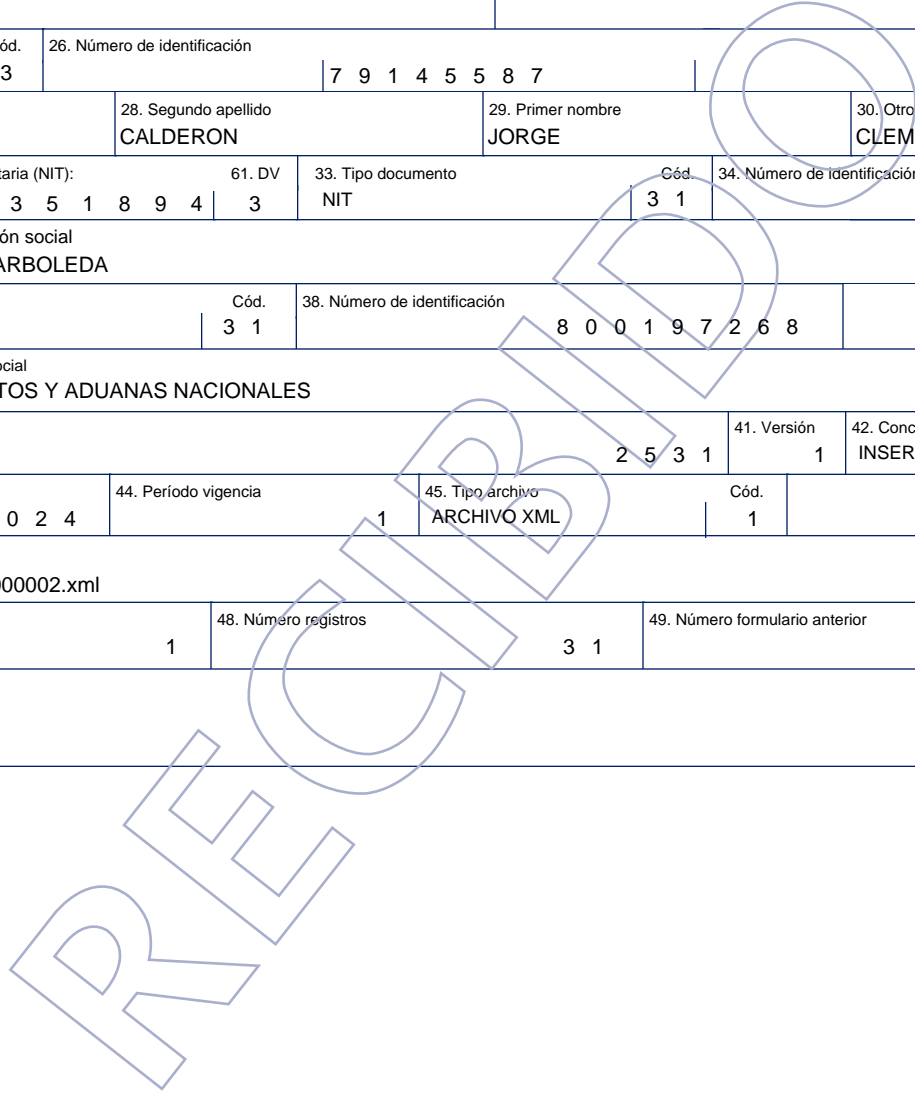 ód. 26. Número de identificación
3 7 9 1 4 5 5 8 7
28. Segundo apellido 29. Primer nombre 30. Otro
CALDERON JORGE CLEM
taria (NIT): 61. DV 33. Tipo documento Cód. 34. Número de identificación
3 5 1 8 9 4 3 NIT 3 1
ón social
ARBOLEDA
Cód. 38. Número de identificación
3 1 8 0 0 1 9 7 2 6 8
ocial
TOS Y ADUANAS NACIONALES
41. Versión 42. Conc
2 5 3 1 1 INSER
44. Período vigencia 45. Tipo archivo Cód.
0 2 4 1 ARCHIVO XML 1
000002.xml
48. Número registros 49. Número formulario anterior
1 3 1
RECIBIDO